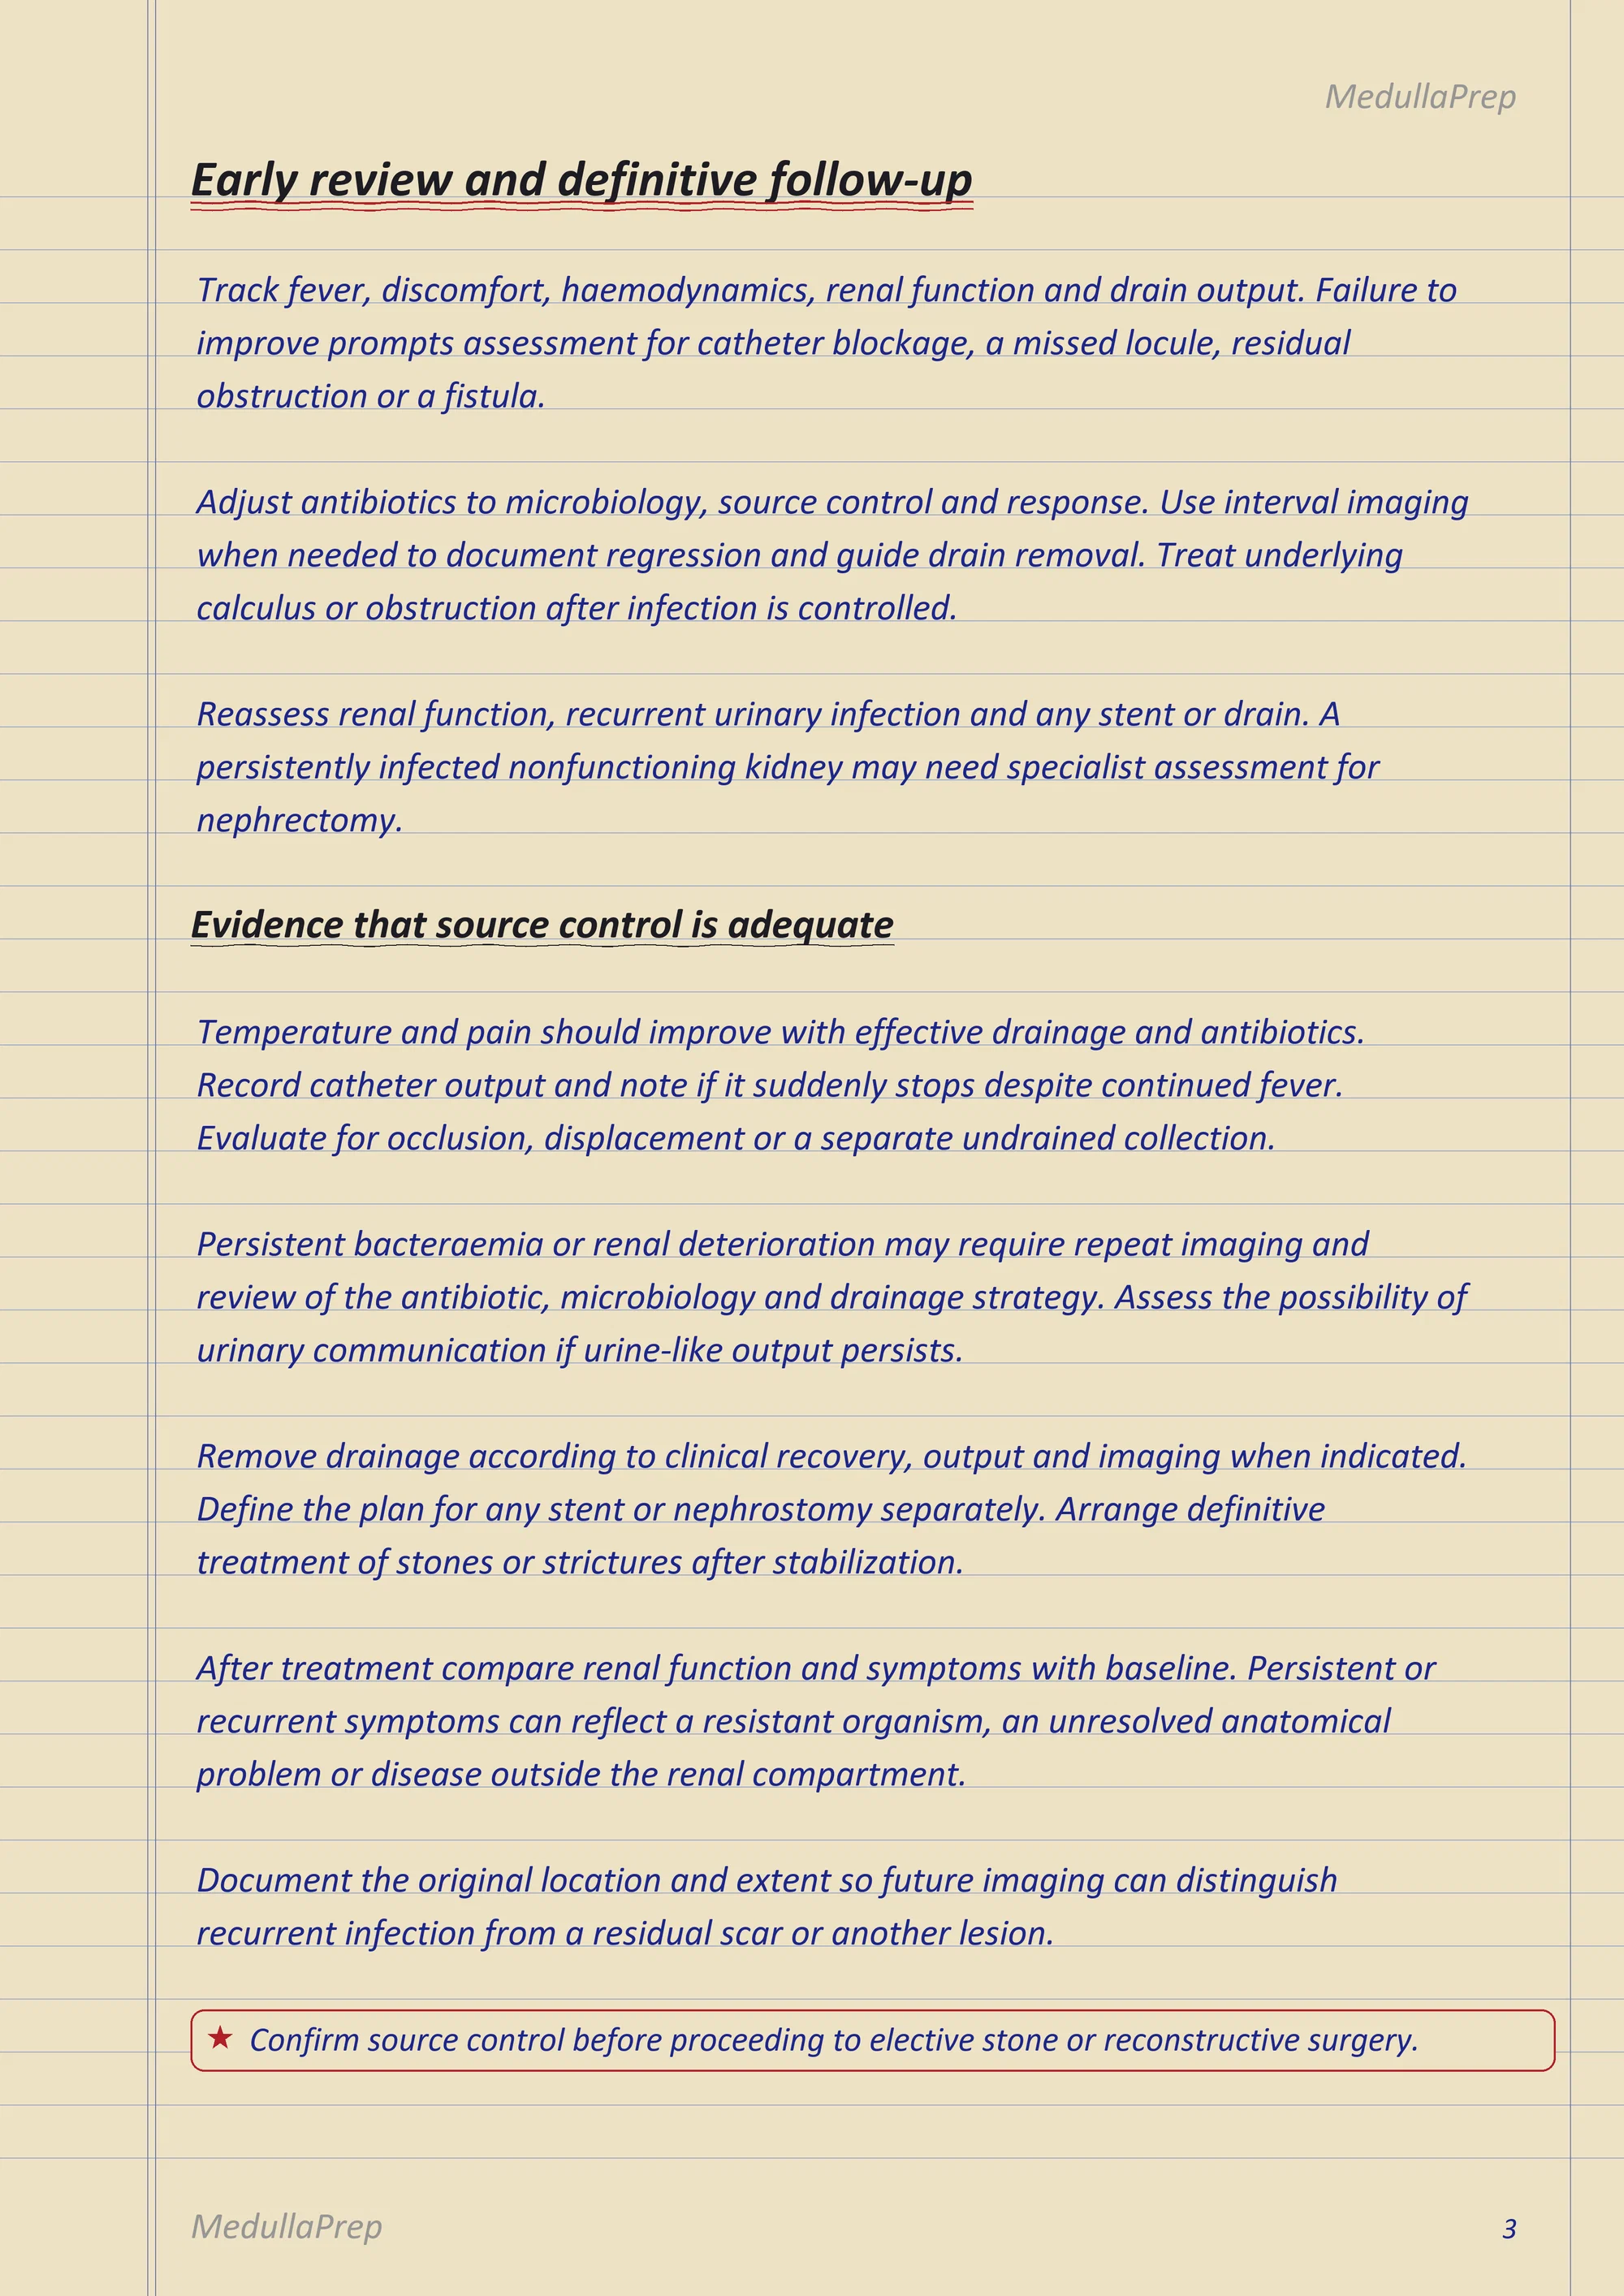 MedullaPrep
Early review and definitive follow-up
Track fever, discomfort, haemodynamics, renal function and drain output. Failure to
improve prompts assessment for catheter blockage, a missed locule, residual
obstruction or a fistula.
Adjust antibiotics to microbiology, source control and response. Use interval imaging
when needed to document regression and guide drain removal. Treat underlying
calculus or obstruction after infection is controlled.
Reassess renal function, recurrent urinary infection and any stent or drain. A
persistently infected nonfunctioning kidney may need specialist assessment for
nephrectomy.
Evidence that source control is adequate
Temperature and pain should improve with effective drainage and antibiotics.
Record catheter output and note if it suddenly stops despite continued fever.
Evaluate for occlusion, displacement or a separate undrained collection.
Persistent bacteraemia or renal deterioration may require repeat imaging and
review of the antibiotic, microbiology and drainage strategy. Assess the possibility of
urinary communication if urine-like output persists.
Remove drainage according to clinical recovery, output and imaging when indicated.
Define the plan for any stent or nephrostomy separately. Arrange definitive
treatment of stones or strictures after stabilization.
After treatment compare renal function and symptoms with baseline. Persistent or
recurrent symptoms can reflect a resistant organism, an unresolved anatomical
problem or disease outside the renal compartment.
Document the original location and extent so future imaging can distinguish
recurrent infection from a residual scar or another lesion.
★ Confirm source control before proceeding to elective stone or reconstructive surgery.
MedullaPrep
3